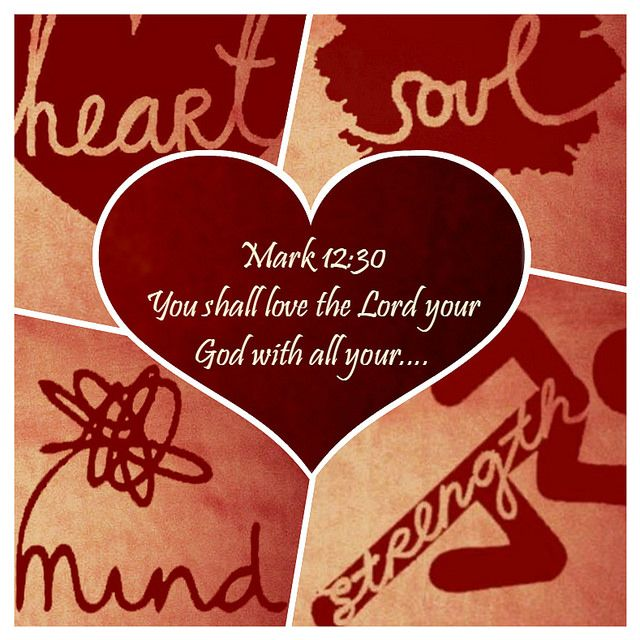 heart
soul
Mark 12:30
You shall love the Lord your
God with all your....
mind
strength